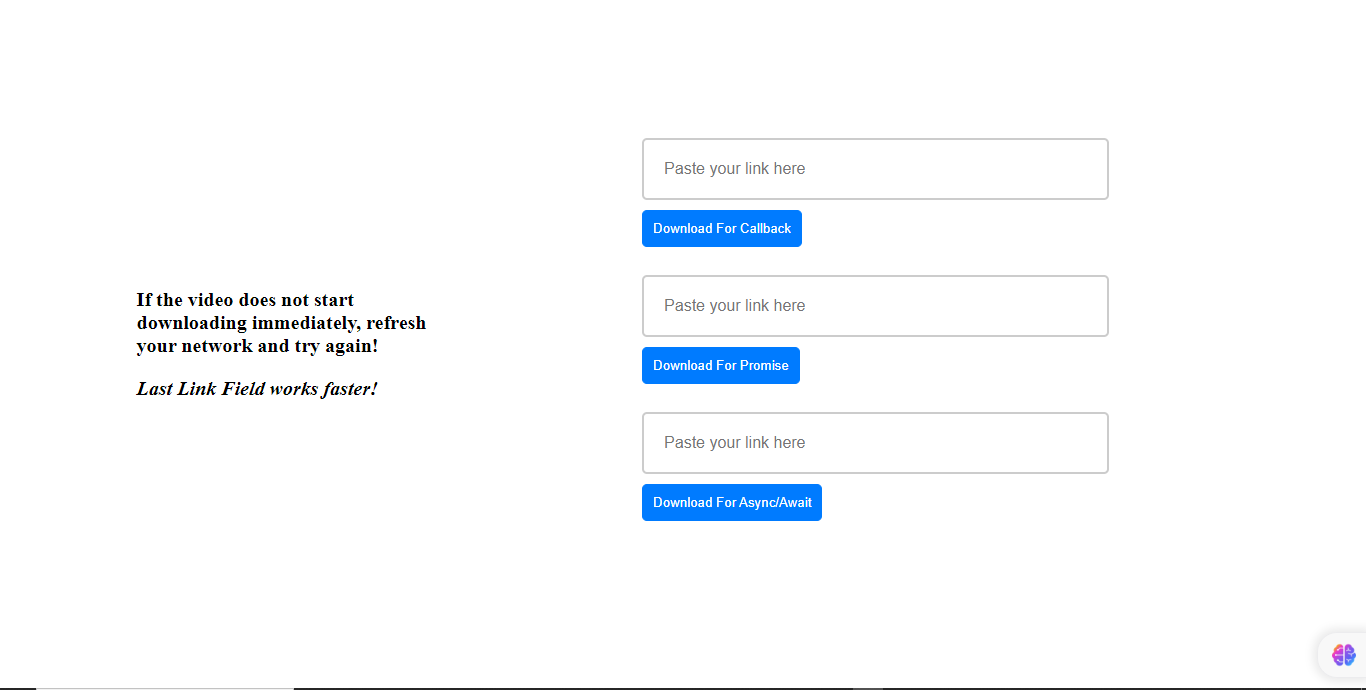 If the video does not start
downloading immediately, refresh
your network and try again!
Last Link Field works faster!
Paste your link here
Download For Callback
Paste your link here
Download For Promise
Paste your link here
Download For Async/Await